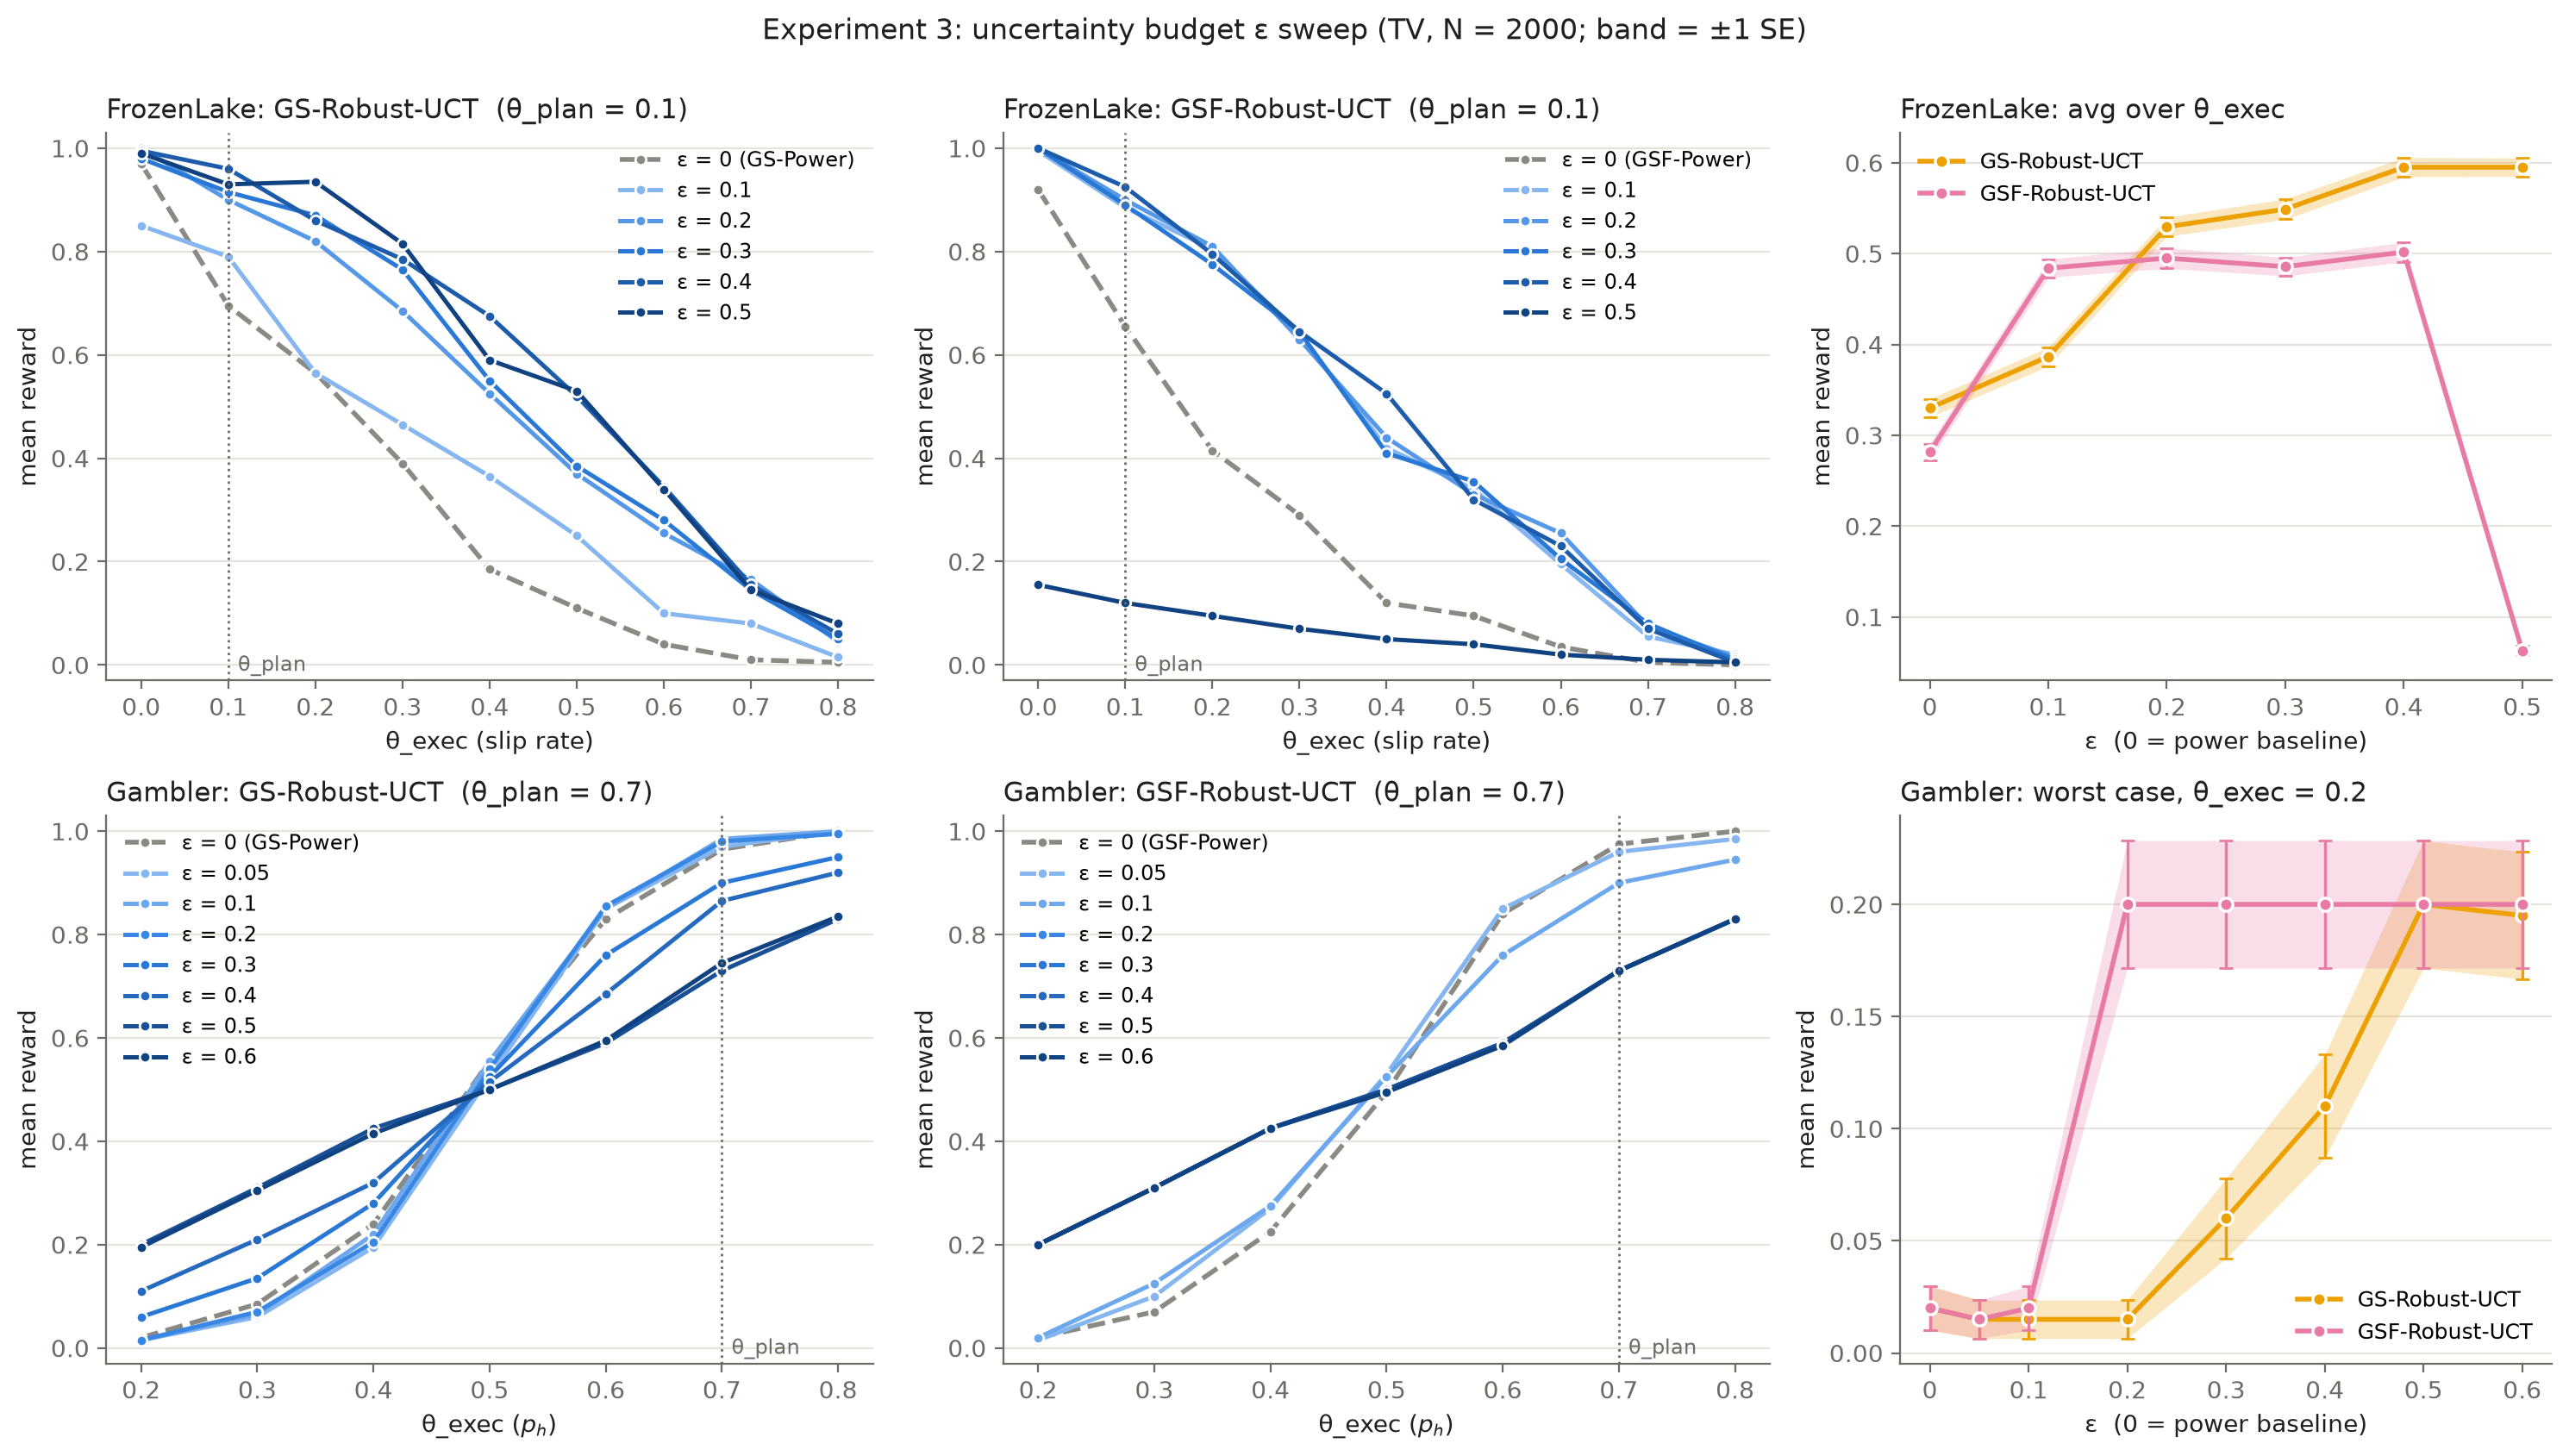 Experiment 3: uncertainty budget ε sweep (TV, N = 2000; band = ±1 SE)
FrozenLake: GS-Robust-UCT (θ_plan = 0.1)
1.0
0.8
0.6
0.4
0.2
0.0
mean reward
ε = 0 (GS-Power)
ε = 0.1
ε = 0.2
ε = 0.3
ε = 0.4
ε = 0.5
θ_plan
0.0 0.1 0.2 0.3 0.4 0.5 0.6 0.7 0.8
θ_exec (slip rate)
FrozenLake: GSF-Robust-UCT (θ_plan = 0.1)
1.0
0.8
0.6
0.4
0.2
0.0
mean reward
ε = 0 (GSF-Power)
ε = 0.1
ε = 0.2
ε = 0.3
ε = 0.4
ε = 0.5
θ_plan
0.0 0.1 0.2 0.3 0.4 0.5 0.6 0.7 0.8
θ_exec (slip rate)
FrozenLake: avg over θ_exec
0.6
0.5
0.4
0.3
0.2
0.1
mean reward
GS-Robust-UCT
GSF-Robust-UCT
0 0.1 0.2 0.3 0.4 0.5
ε (0 = power baseline)
Gambler: GS-Robust-UCT (θ_plan = 0.7)
1.0
0.8
0.6
0.4
0.2
0.0
mean reward
ε = 0 (GS-Power)
ε = 0.05
ε = 0.1
ε = 0.2
ε = 0.3
ε = 0.4
ε = 0.5
ε = 0.6
θ_plan
0.2 0.3 0.4 0.5 0.6 0.7 0.8
θ_exec (p_h)
Gambler: GSF-Robust-UCT (θ_plan = 0.7)
1.0
0.8
0.6
0.4
0.2
0.0
mean reward
ε = 0 (GSF-Power)
ε = 0.05
ε = 0.1
ε = 0.2
ε = 0.3
ε = 0.4
ε = 0.5
ε = 0.6
θ_plan
0.2 0.3 0.4 0.5 0.6 0.7 0.8
θ_exec (p_h)
Gambler: worst case, θ_exec = 0.2
0.20
0.15
0.10
0.05
0.00
mean reward
GS-Robust-UCT
GSF-Robust-UCT
0 0.1 0.2 0.3 0.4 0.5 0.6
ε (0 = power baseline)